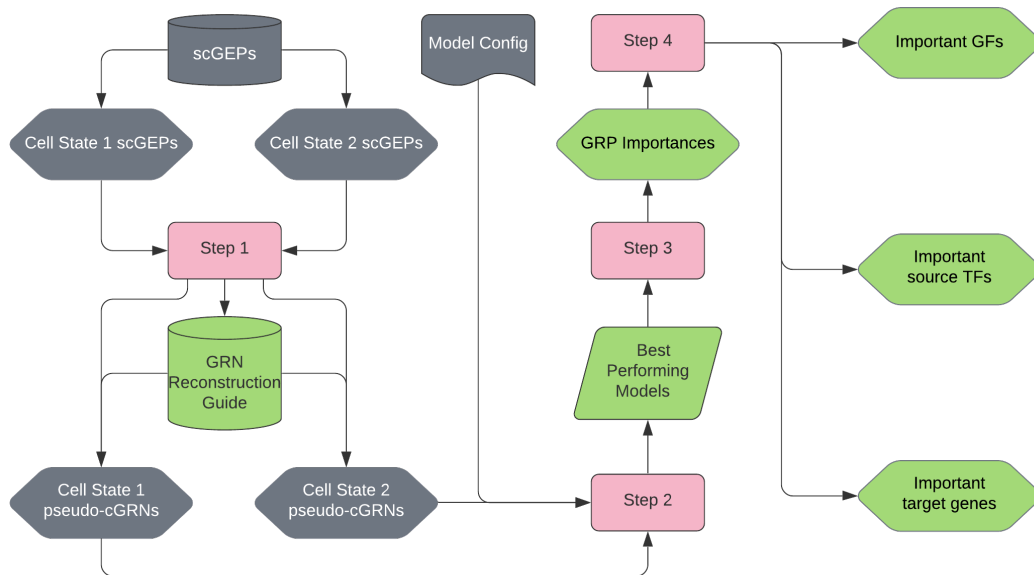 scGEPs
Model Config
Step 4
Important GFs
Cell State 1 scGEPs
Cell State 2 scGEPs
GRP Importances
Step 1
Step 3
Important
source TFs
GRN
Reconstruction
Guide
Best
Performing
Models
Cell State 1
pseudo-cGRNs
Cell State 2
pseudo-cGRNs
Step 2
Important
target genes